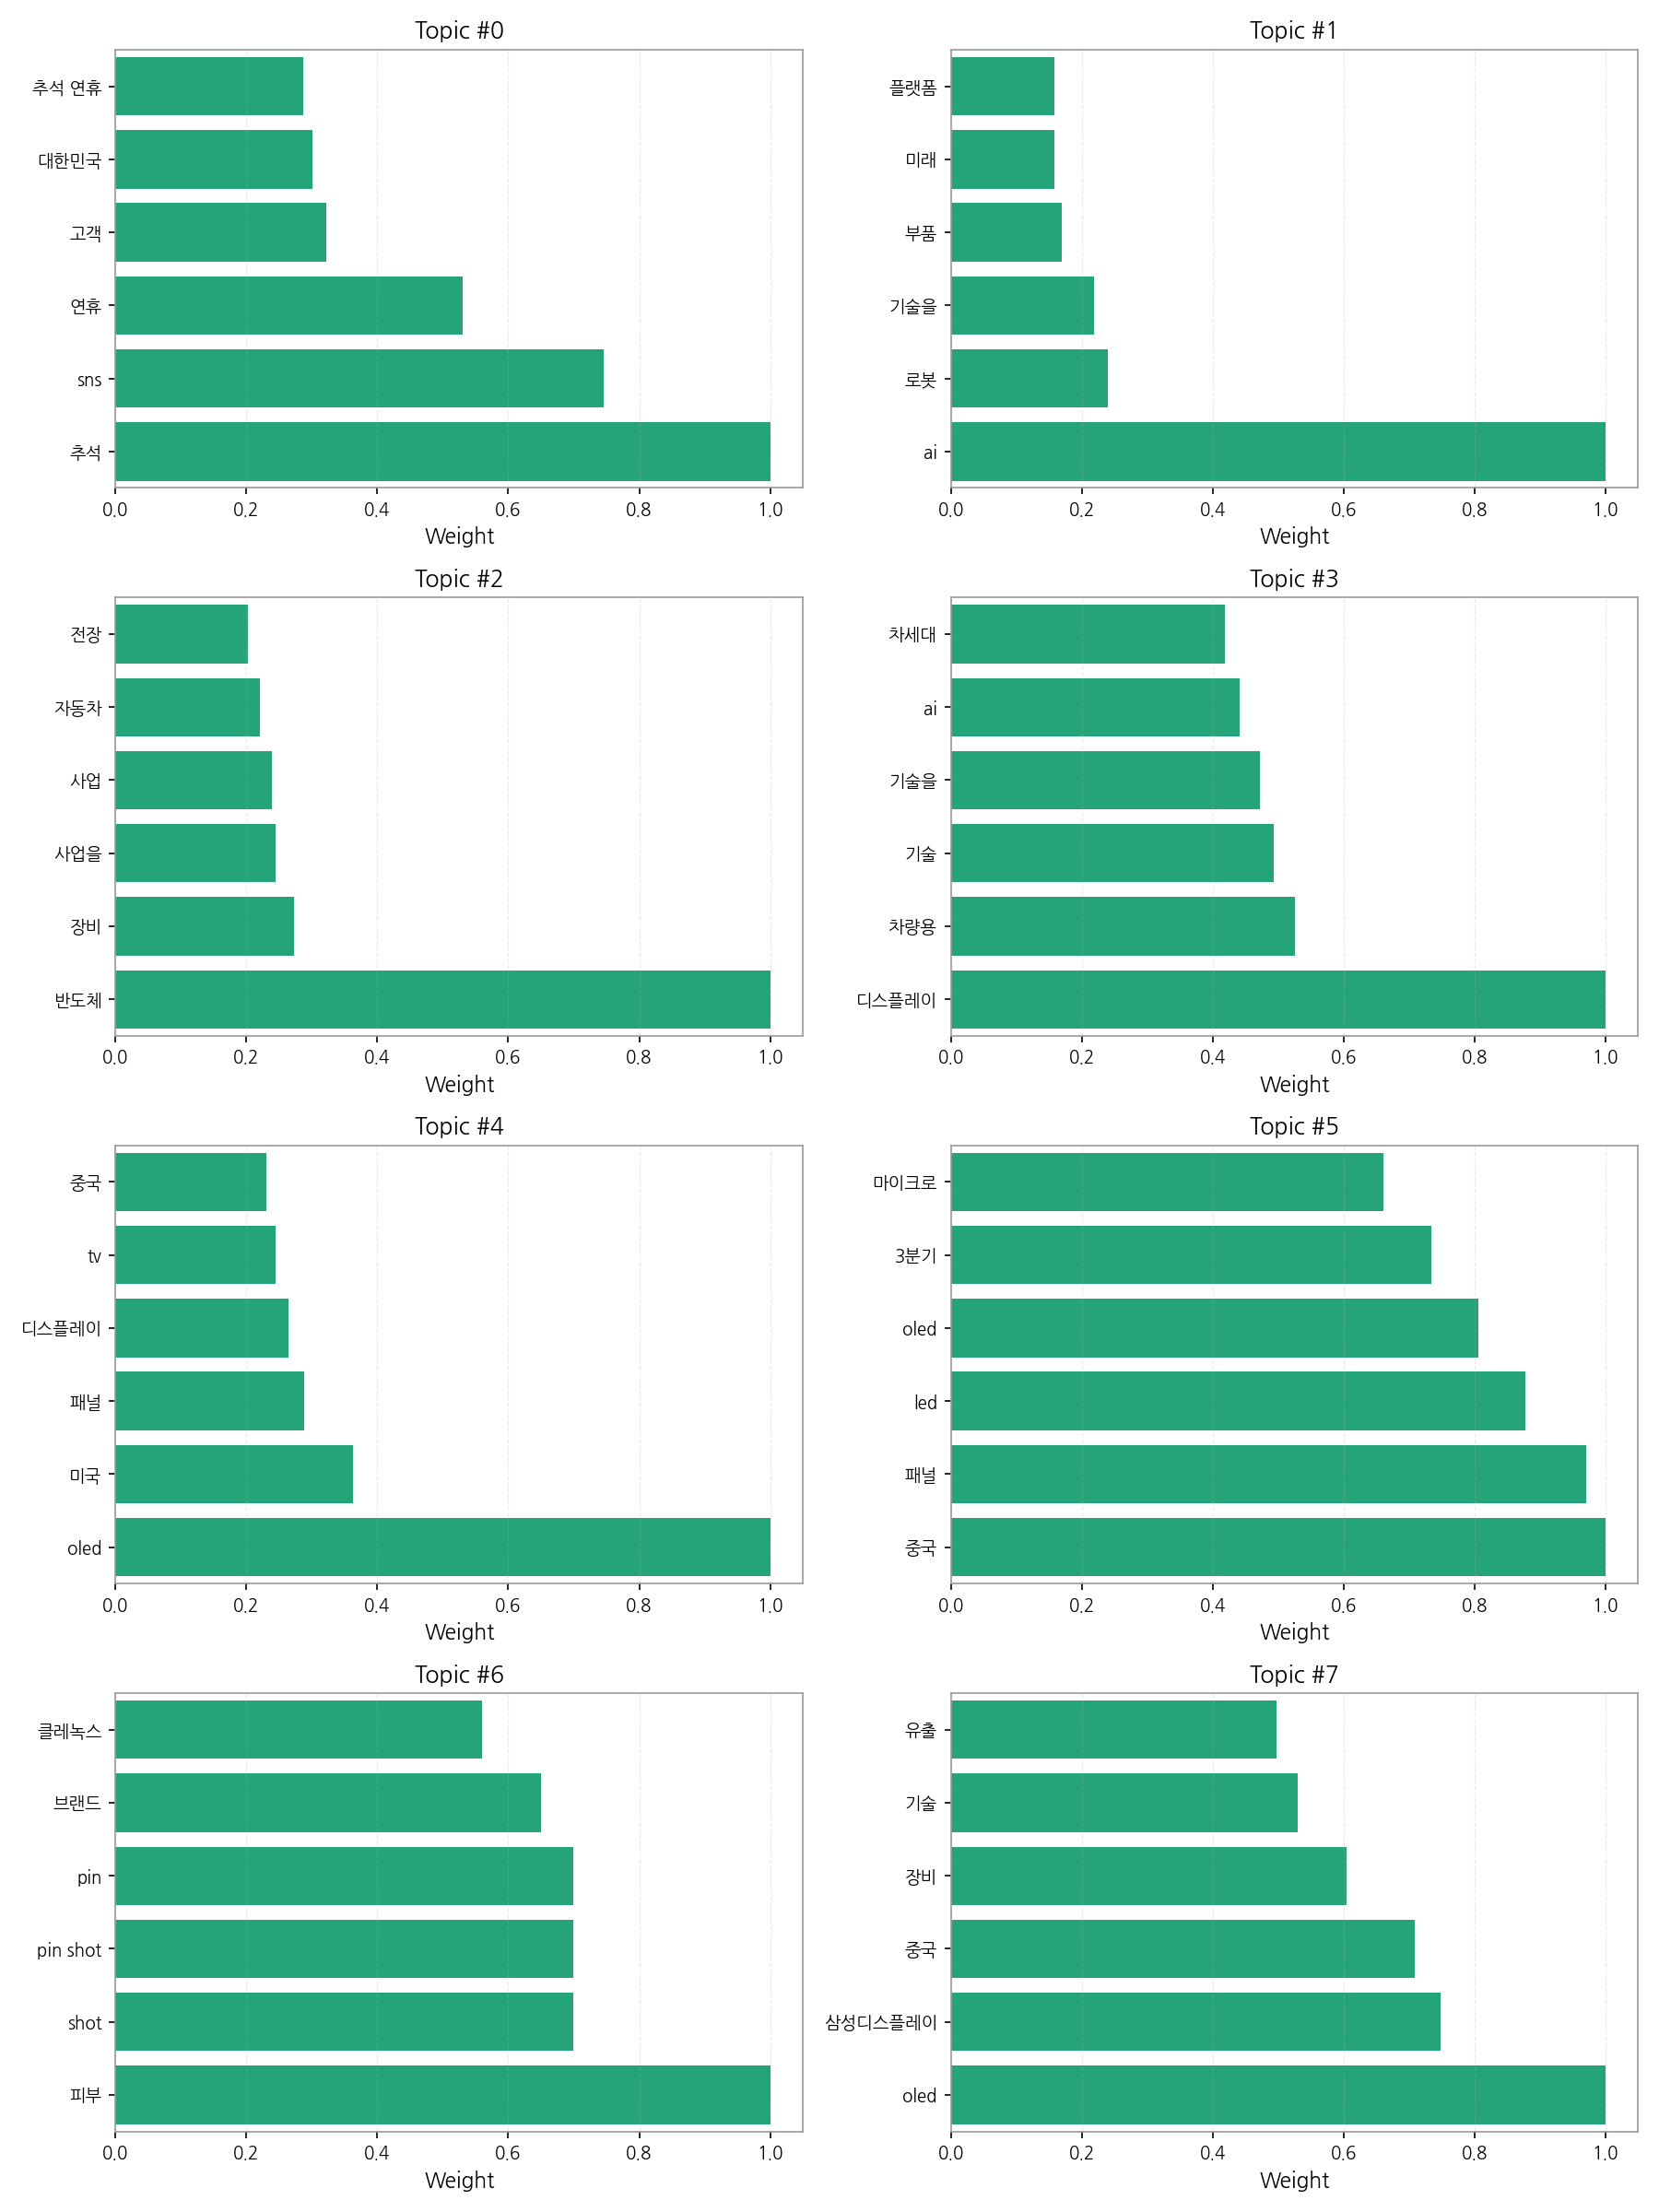 Topic #0
추석 연휴
대한민국
고객
연휴
sns
추석
0.0 0.2 0.4 0.6 0.8 1.0
Weight
Topic #1
플랫폼
미래
부품
기술을
로봇
ai
0.0 0.2 0.4 0.6 0.8 1.0
Weight
Topic #2
전장
자동차
사업
사업을
장비
반도체
0.0 0.2 0.4 0.6 0.8 1.0
Weight
Topic #3
차세대
ai
기술을
기술
차량용
디스플레이
0.0 0.2 0.4 0.6 0.8 1.0
Weight
Topic #4
중국
tv
디스플레이
패널
미국
oled
0.0 0.2 0.4 0.6 0.8 1.0
Weight
Topic #5
마이크로
3분기
oled
led
패널
중국
0.0 0.2 0.4 0.6 0.8 1.0
Weight
Topic #6
클레녹스
브랜드
pin
pin shot
shot
피부
0.0 0.2 0.4 0.6 0.8 1.0
Weight
Topic #7
유출
기술
장비
중국
삼성디스플레이
oled
0.0 0.2 0.4 0.6 0.8 1.0
Weight